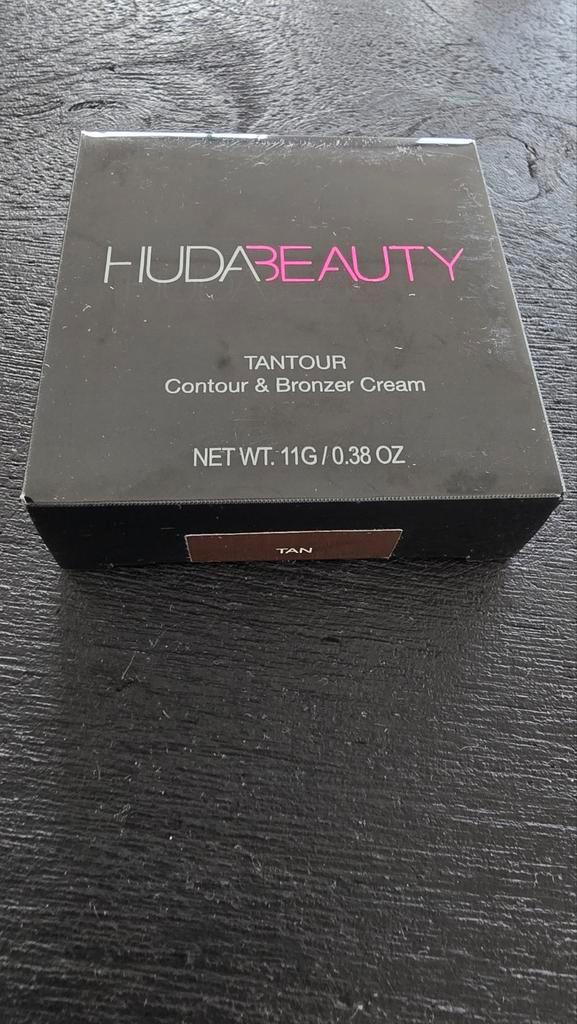 HUDABEAUTY
TANTOUR
Contour & Bronzer Cream
NET WT. 11G / 0.38 OZ
TAN